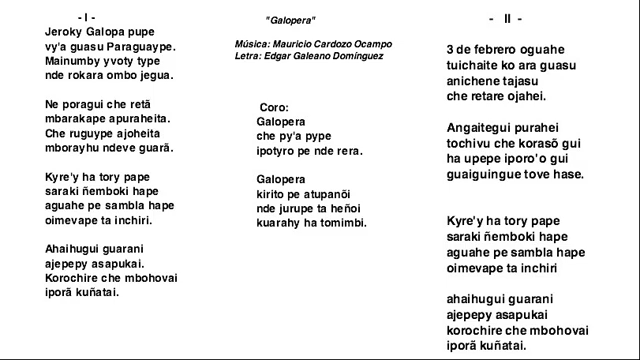 - I -
Jeroky Galopa pupe
vy'a guasu Paraguaype.
Mainumby yvoty type
nde rokara ombo jegua.
Ne poragui che retã
mbarakape apuraheita.
Che ruguype ajoheita
mborayhu ndeve guarã.
Kyre'y ha tory pape
saraki ñemboki hape
aguahe pe sambla hape
oimevape ta inchiri.
Ahaihugui guarani
ajepepy asapukai.
Korochire che mbohovai
iporã kuñatai.
"Galopera"
Música: Mauricio Cardozo Ocampo
Letra: Edgar Galeano Domínguez
Coro:
Galopera
che py'a pype
ipotyro pe nde rera.
Galopera
kirito pe atupanõi
nde jurupe ta heñoi
kuarahy ha tomimbi.
- II -
3 de febrero oguahe
tuichaite ko ara guasu
anichene tajasu
che retare ojahei.
Angaitegui purahei
tochivu che korasõ gui
ha upepe iporo'o gui
guaiguingue tove hase.
Kyre'y ha tory pape
saraki ñemboki hape
aguahe pe sambla hape
oimevape ta inchiri
ahaihugui guarani
ajepepy asapukai
korochire che mbohovai
iporã kuñatai.